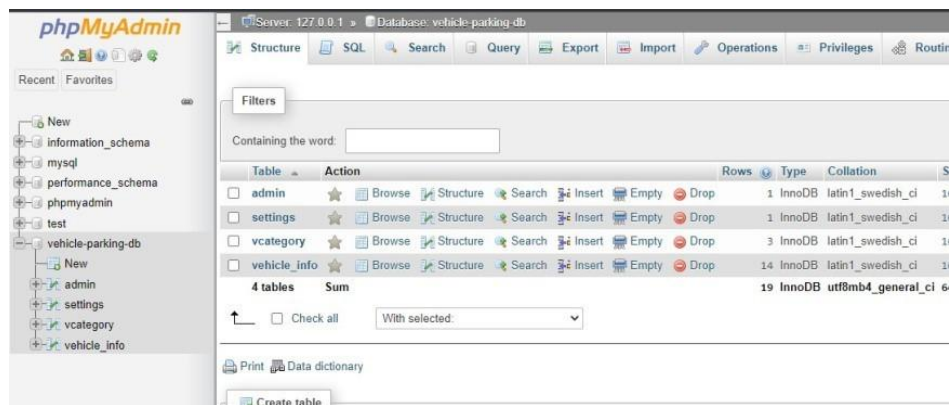 phpMyAdmin
Recent Favorites
New
information_schema
mysql
performance_schema
phpmyadmin
test
vehicle-parking-db
New
admin
settings
vcategory
vehicle_info
Server: 127.0.0.1 » Database: vehicle-parking-db
Structure SQL Search Query Export Import Operations Privileges
Filters
Containing the word:
Table Action Rows Type Collation
admin Browse Structure Search Insert Empty Drop 1 InnoDB latin1_swedish_ci
settings Browse Structure Search Insert Empty Drop 1 InnoDB latin1_swedish_ci
vcategory Browse Structure Search Insert Empty Drop 3 InnoDB latin1_swedish_ci
vehicle_info Browse Structure Search Insert Empty Drop 14 InnoDB latin1_swedish_ci
4 tables Sum 19 InnoDB utf8mb4_general_ci
Check all With selected:
Print Data dictionary
Create table